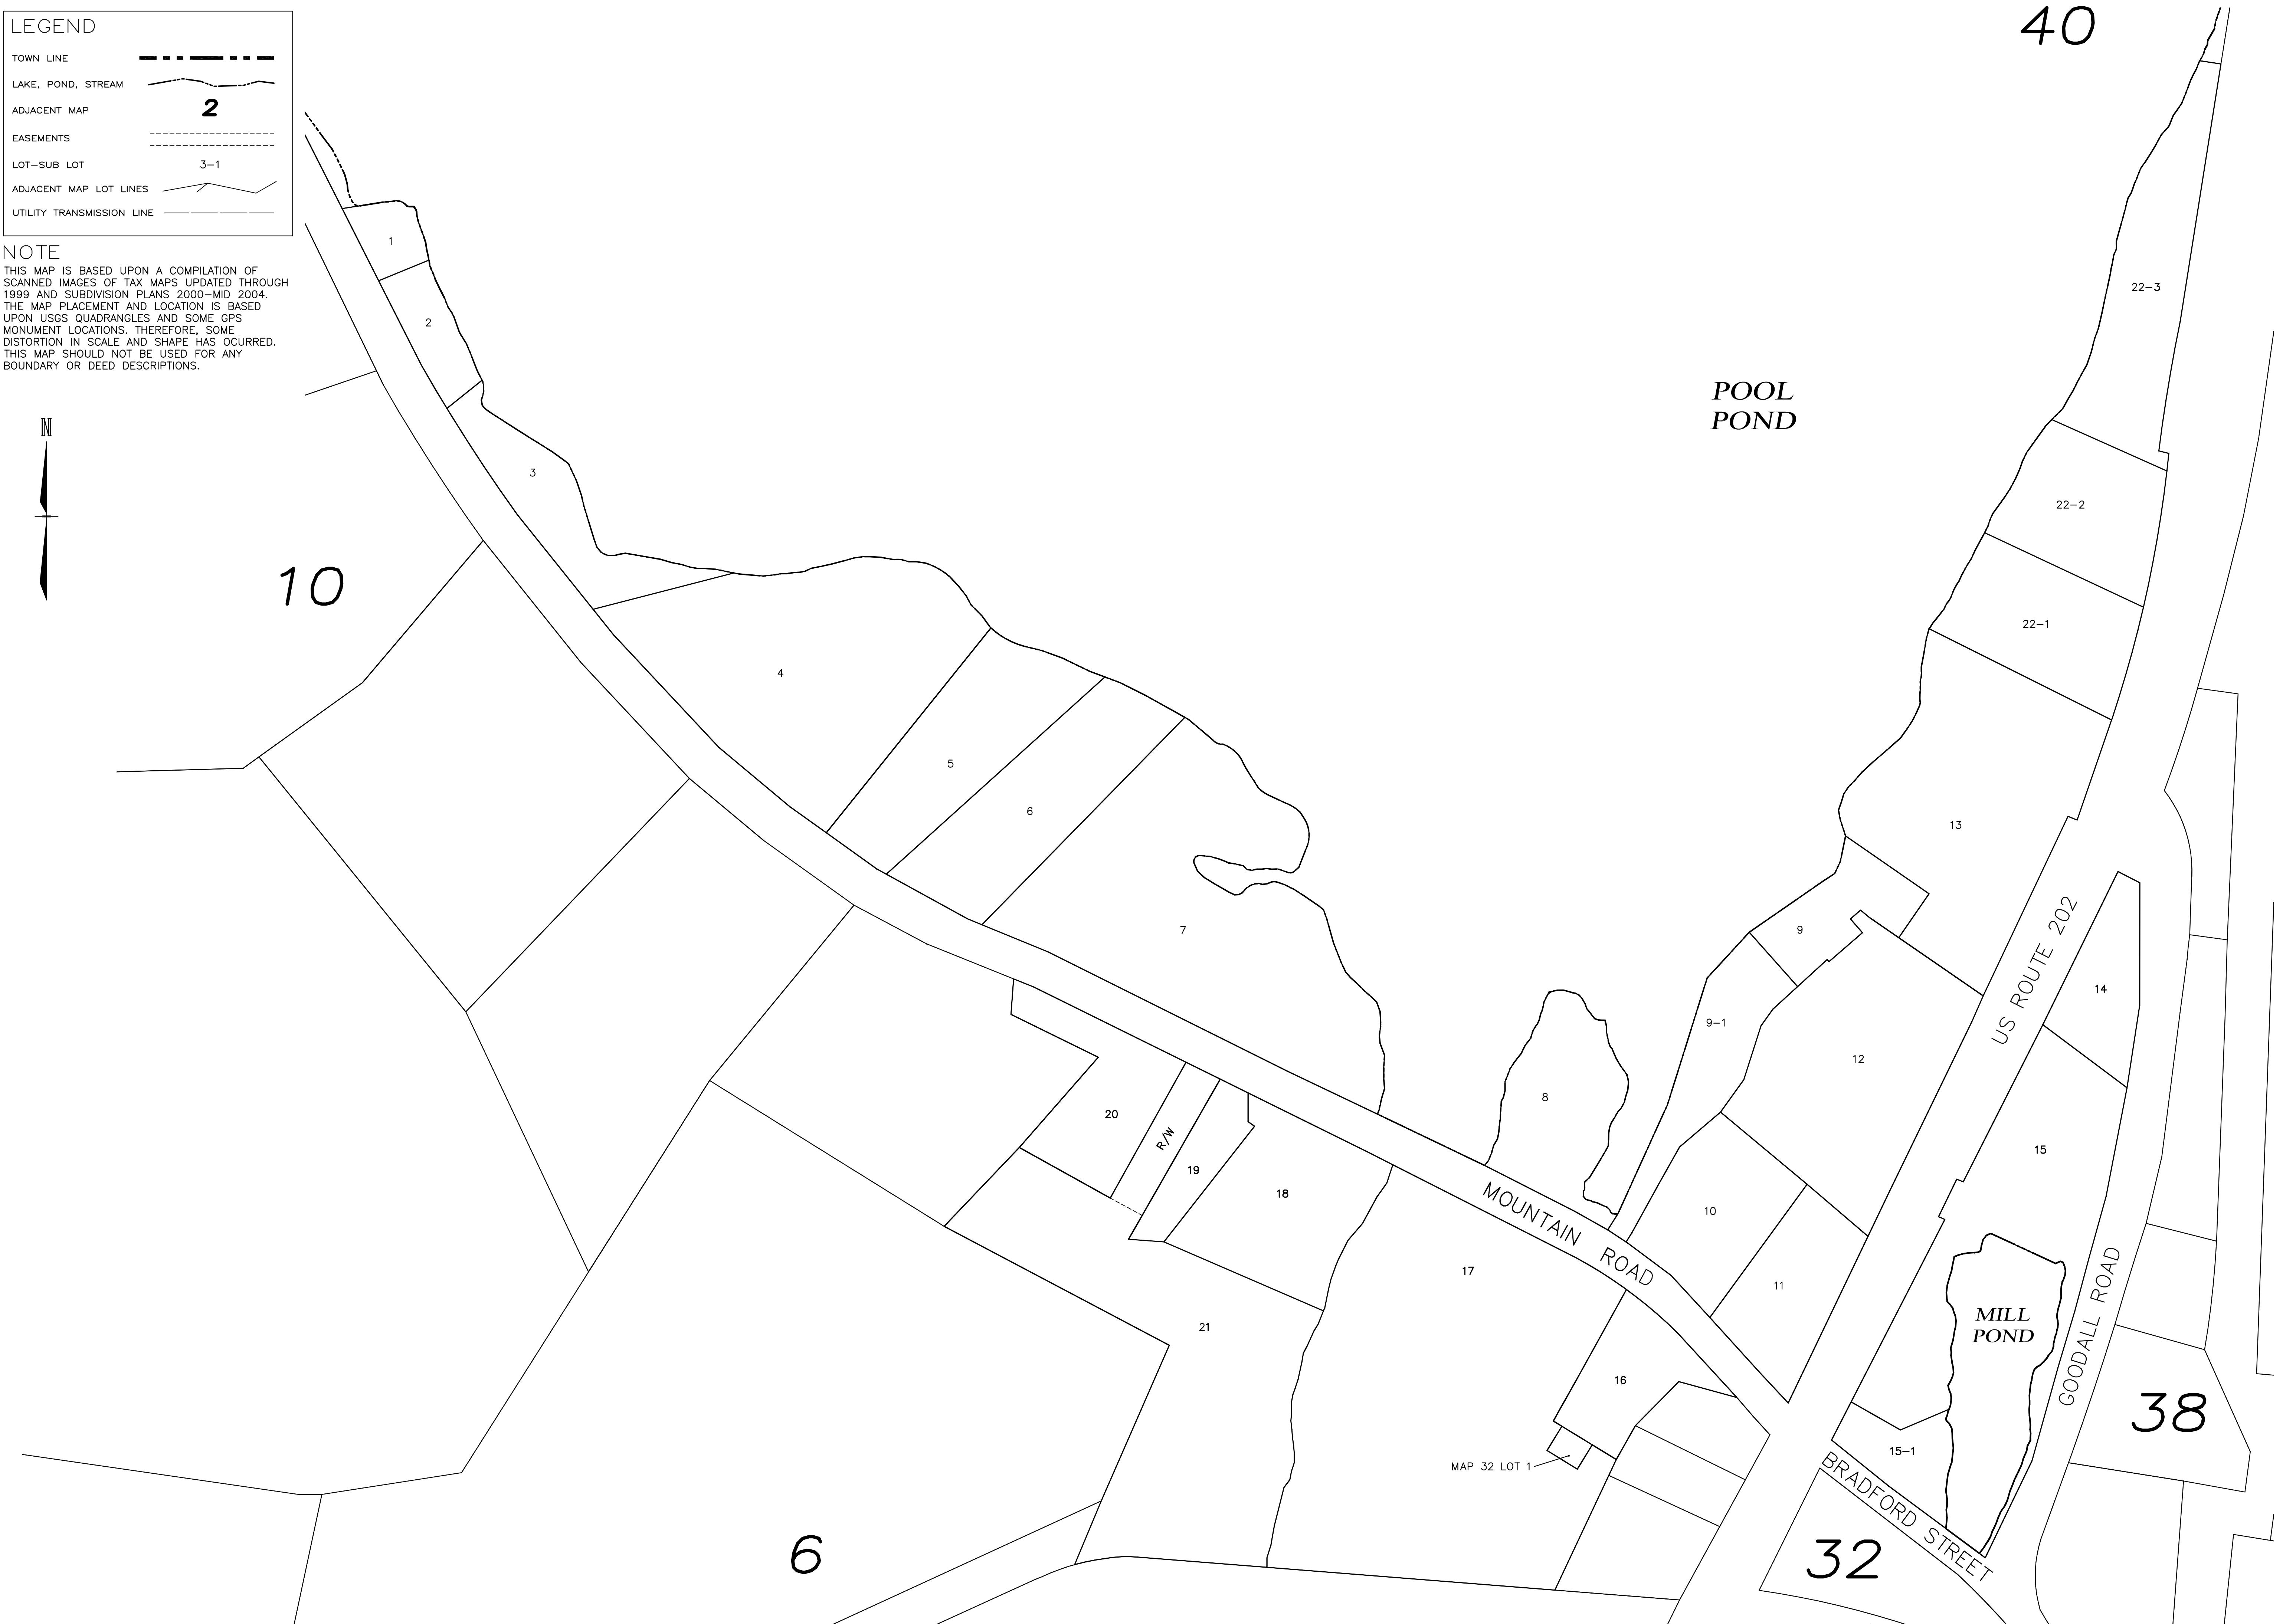 LEGEND
TOWN LINE
LAKE, POND, STREAM
ADJACENT MAP 2
EASEMENTS
LOT-SUB LOT 3-1
ADJACENT MAP LOT LINES
UTILITY TRANSMISSION LINE
NOTE
THIS MAP IS BASED UPON A COMPILATION OF
SCANNED IMAGES OF TAX MAPS UPDATED THROUGH
1999 AND SUBDIVISION PLANS 2000-MID 2004.
THE MAP PLACEMENT AND LOCATION IS BASED
UPON USGS QUADRANGLES AND SOME GPS
MONUMENT LOCATIONS. THEREFORE, SOME
DISTORTION IN SCALE AND SHAPE HAS OCURRED.
THIS MAP SHOULD NOT BE USED FOR ANY
BOUNDARY OR DEED DESCRIPTIONS.
N
40
1
2
3
22-3
POOL
POND
22-2
10
22-1
4
5
6
13
7
9
US ROUTE 202
14
9-1
12
8
20
R/W
19
18
15
10
MOUNTAIN ROAD
17
11
21
MILL
POND
GOODALL ROAD
16
38
15-1
MAP 32 LOT 1
BRADFORD STREET
6
32